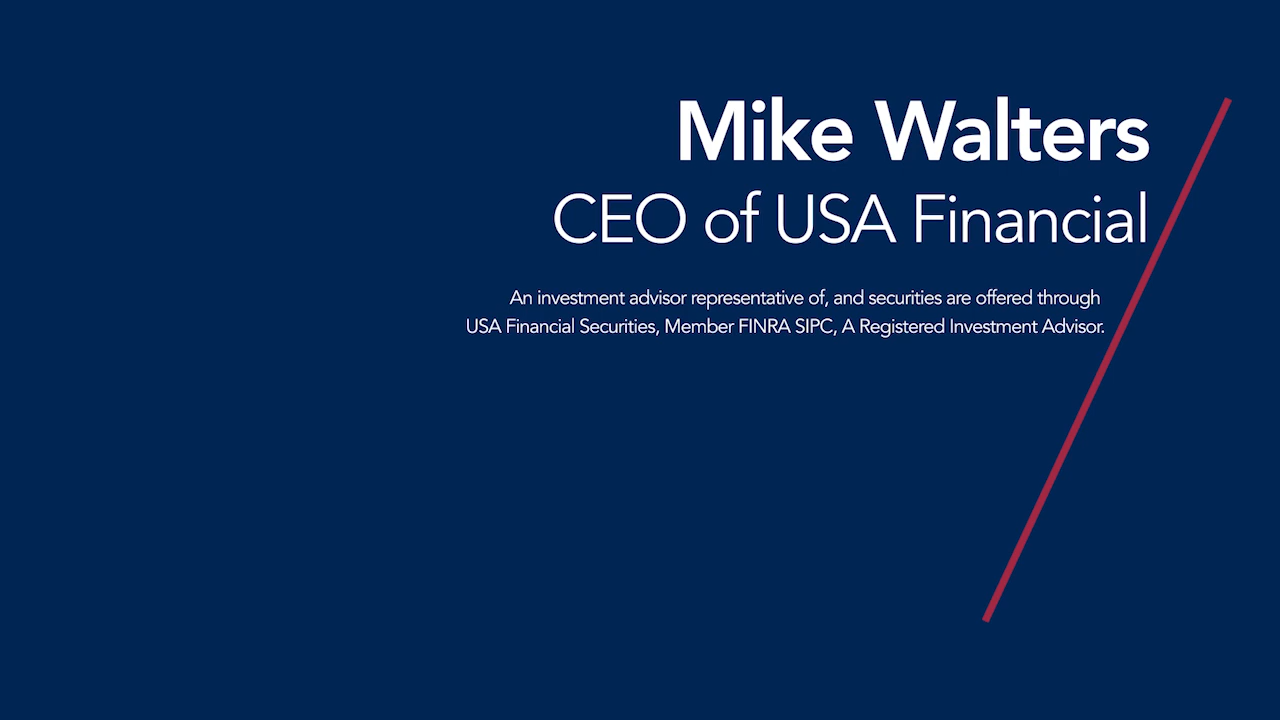 Mike Walters
CEO of USA Financial
An investment advisor representative of, and securities are offered through
USA Financial Securities, Member FINRA SIPC, A Registered Investment Advisor.